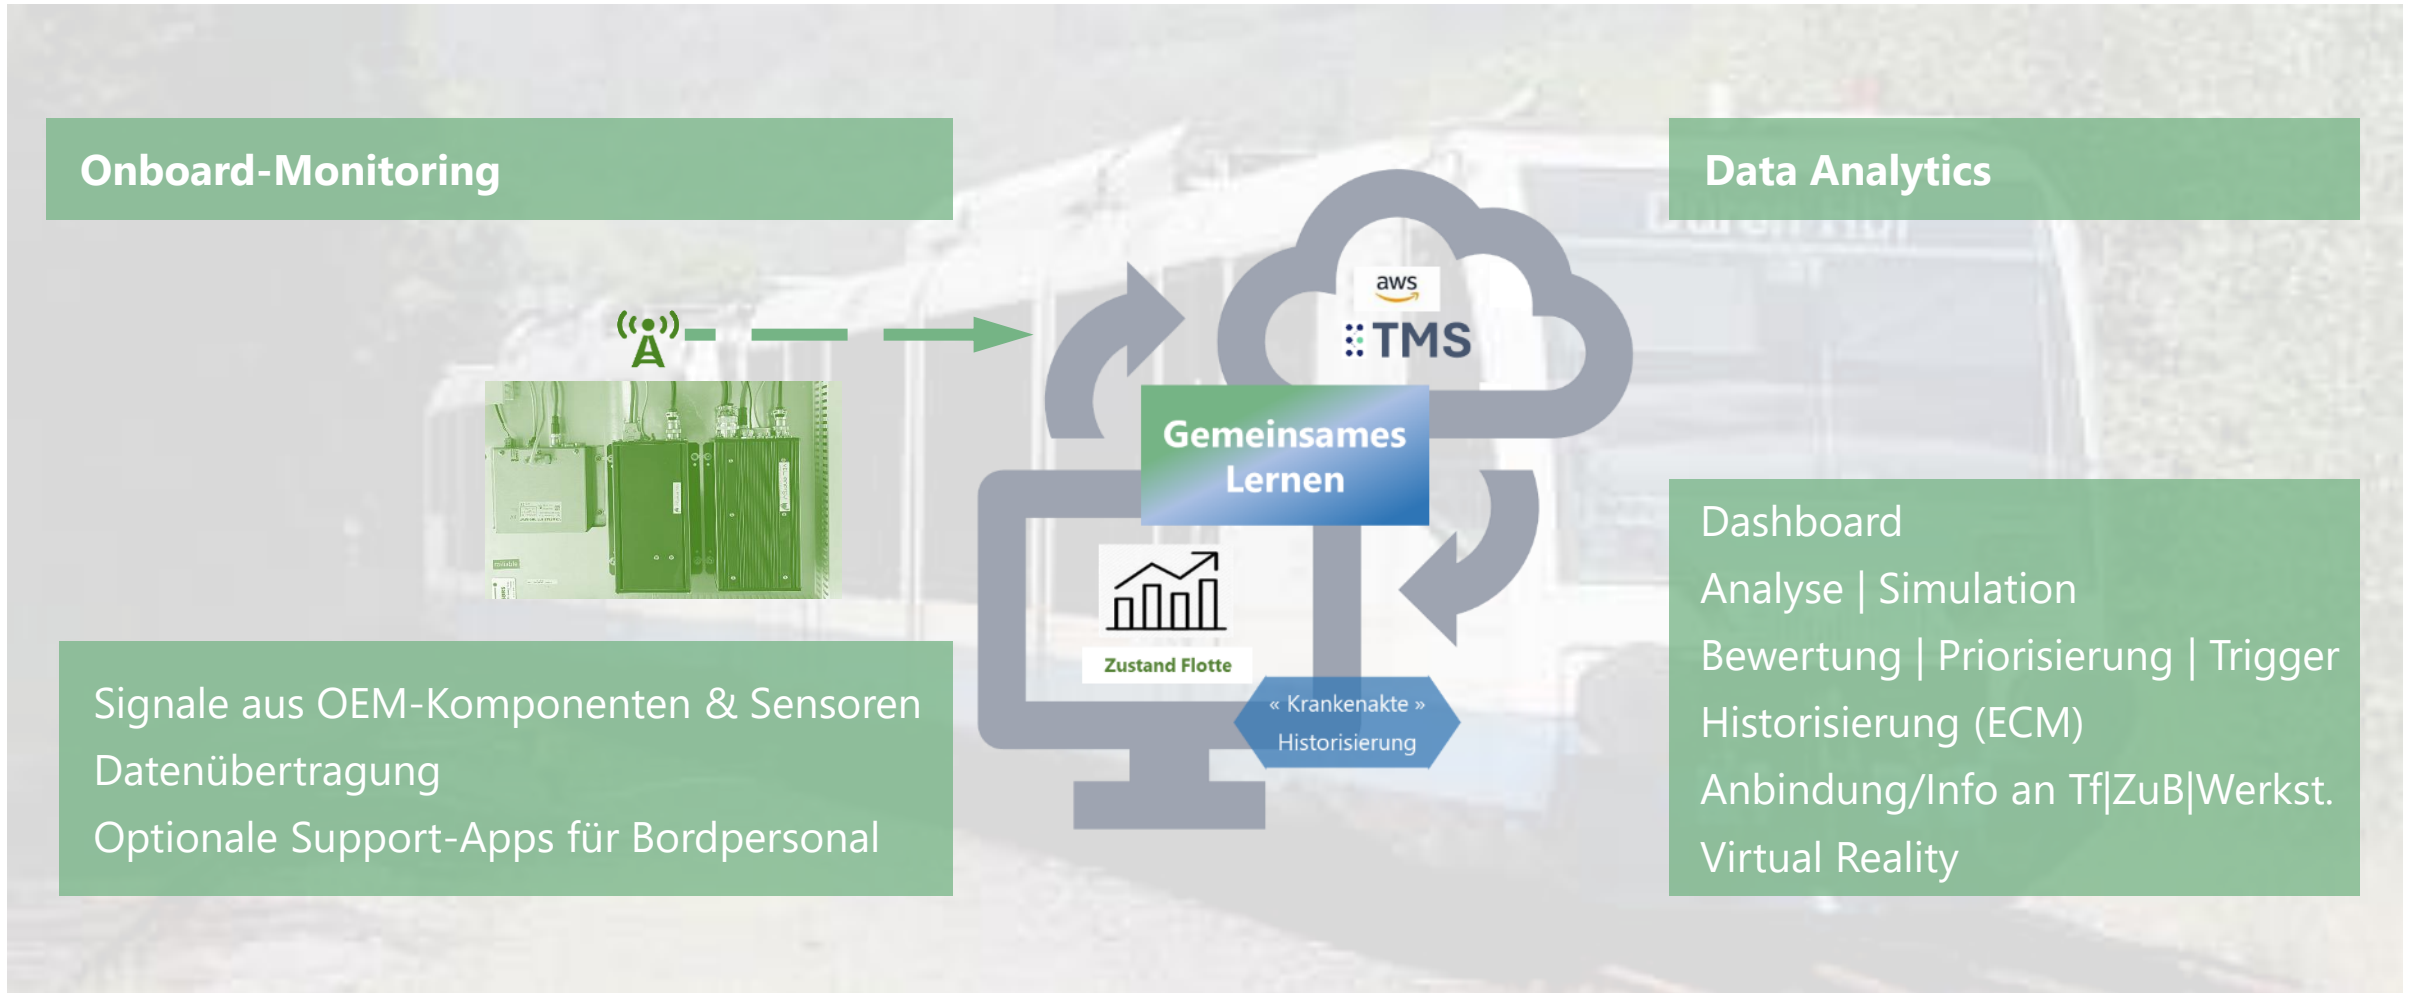 Onboard-Monitoring
Signale aus OEM-Komponenten & Sensoren
Datenübertragung
Optionale Support-Apps für Bordpersonal
aws
TMS
Gemeinsames
Lernen
Zustand Flotte
« Krankenakte »
Historisierung
Data Analytics
Dashboard
Analyse | Simulation
Bewertung | Priorisierung | Trigger
Historisierung (ECM)
Anbindung/Info an Tf|ZuB|Werkst.
Virtual Reality